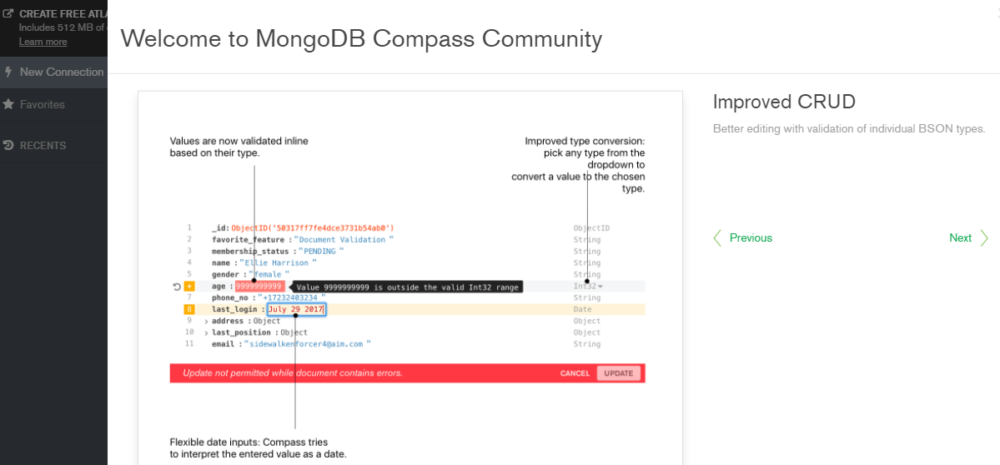 CREATE FREE ATLA
Includes 512 MB of
Learn more
New Connection
Favorites
RECENTS
Welcome to MongoDB Compass Community
Values are now validated inline
based on their type.
Improved type conversion:
pick any type from the
dropdown to
convert a value to the chosen
type.
1 _id: ObjectID('50317ff7fe4dce3731b54ab0') ObjectID
2 favorite_feature : "Document Validation " String
3 membership_status : "PENDING " String
4 name : "Ellie Harrison " String
5 gender : "female " String
+ age : 9999999999 Value 9999999999 is outside the valid Int32 range Int32
7 phone_no : "+17232403234 " String
8 last_login : July 29 2017 Date
9 > address : Object Object
10 > last_position : Object Object
11 email : "sidewalkenforcer4@aim.com " String
Update not permitted while document contains errors. CANCEL UPDATE
Flexible date inputs: Compass tries
to interpret the entered value as a date.
Improved CRUD
Better editing with validation of individual BSON types.
Previous
Next